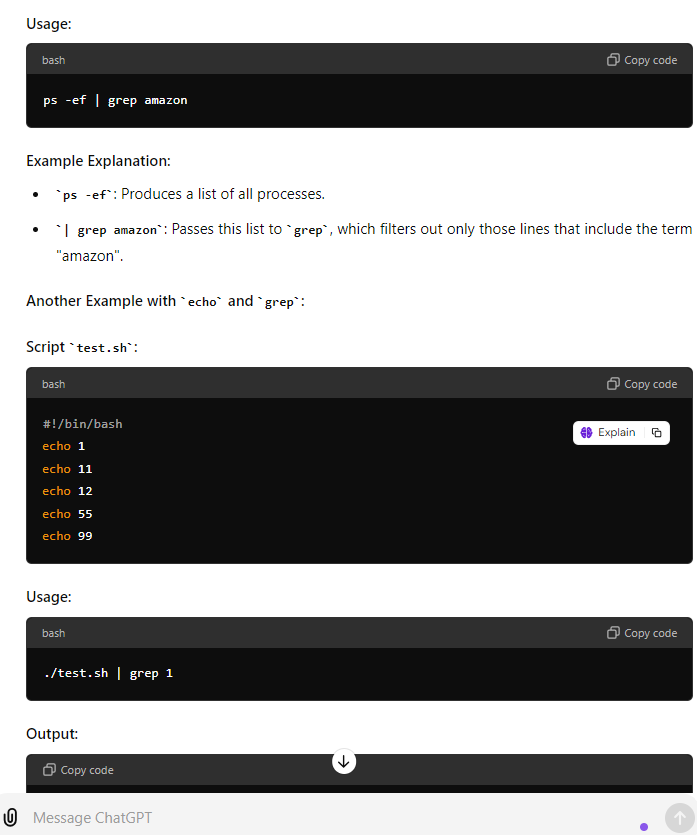 Usage:
bash
Copy code
ps -ef | grep amazon
Example Explanation:
• `ps -ef`: Produces a list of all processes.
• `| grep amazon`: Passes this list to `grep`, which filters out only those lines that include the term
"amazon".
Another Example with `echo` and `grep`:
Script `test.sh`:
bash
Copy code
#!/bin/bash
Explain
echo 1
echo 11
echo 12
echo 55
echo 99
Usage:
bash
Copy code
./test.sh | grep 1
Output:
Copy code
Message ChatGPT